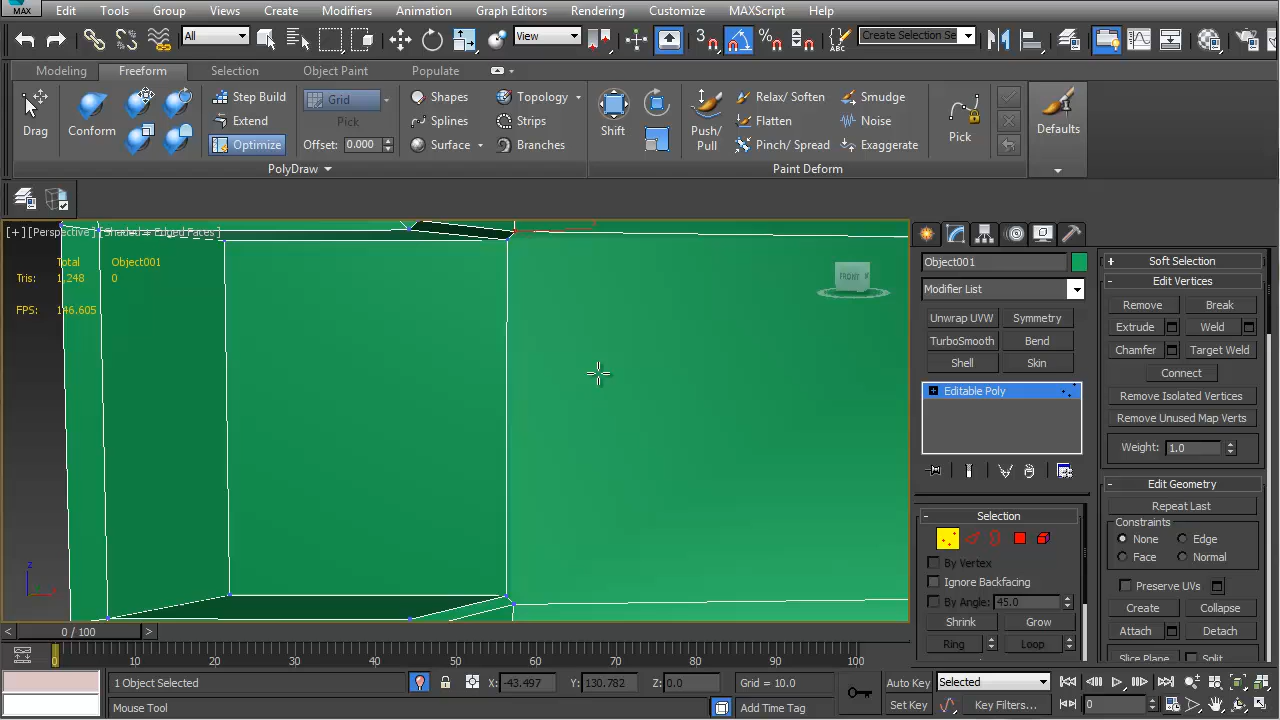 MAX Edit Tools Group Views Create Modifiers Animation Graph Editors Rendering Customize MAXScript Help
All View Create Selection Se
Modeling Freeform Selection Object Paint Populate
Drag Conform Step Build Grid Shapes Topology Shift Push/ Pull Relax/ Soften Smudge Pick Defaults
Extend Pick Splines Strips Flatten Noise
Optimize Offset: 0.000 Surface Branches Pinch/ Spread Exaggerate
PolyDraw Paint Deform
[+] [Perspective] [Shaded + Edged Faces]
Total Object001
Tris: 1,248 0
FPS: 146.605
FRONT
z
Object001
Modifier List
Unwrap UVW Symmetry
TurboSmooth Bend
Shell Skin
Editable Poly
Selection
By Vertex
Ignore Backfacing
By Angle: 45.0
Shrink Grow
Ring Loop
Soft Selection
Edit Vertices
Remove Break
Extrude Weld
Chamfer Target Weld
Connect
Remove Isolated Vertices
Remove Unused Map Verts
Weight: 1.0
Edit Geometry
Repeat Last
Constraints
None Edge
Face Normal
Preserve UVs
Create Collapse
Attach Detach
Slice Plane Split
0 / 100
0 10 20 30 40 50 60 70 80 90 100
1 Object Selected X: -43.497 Y: 130.782 Z: 0.0 Grid = 10.0 Auto Key Selected
Mouse Tool Add Time Tag Set Key Key Filters... 0